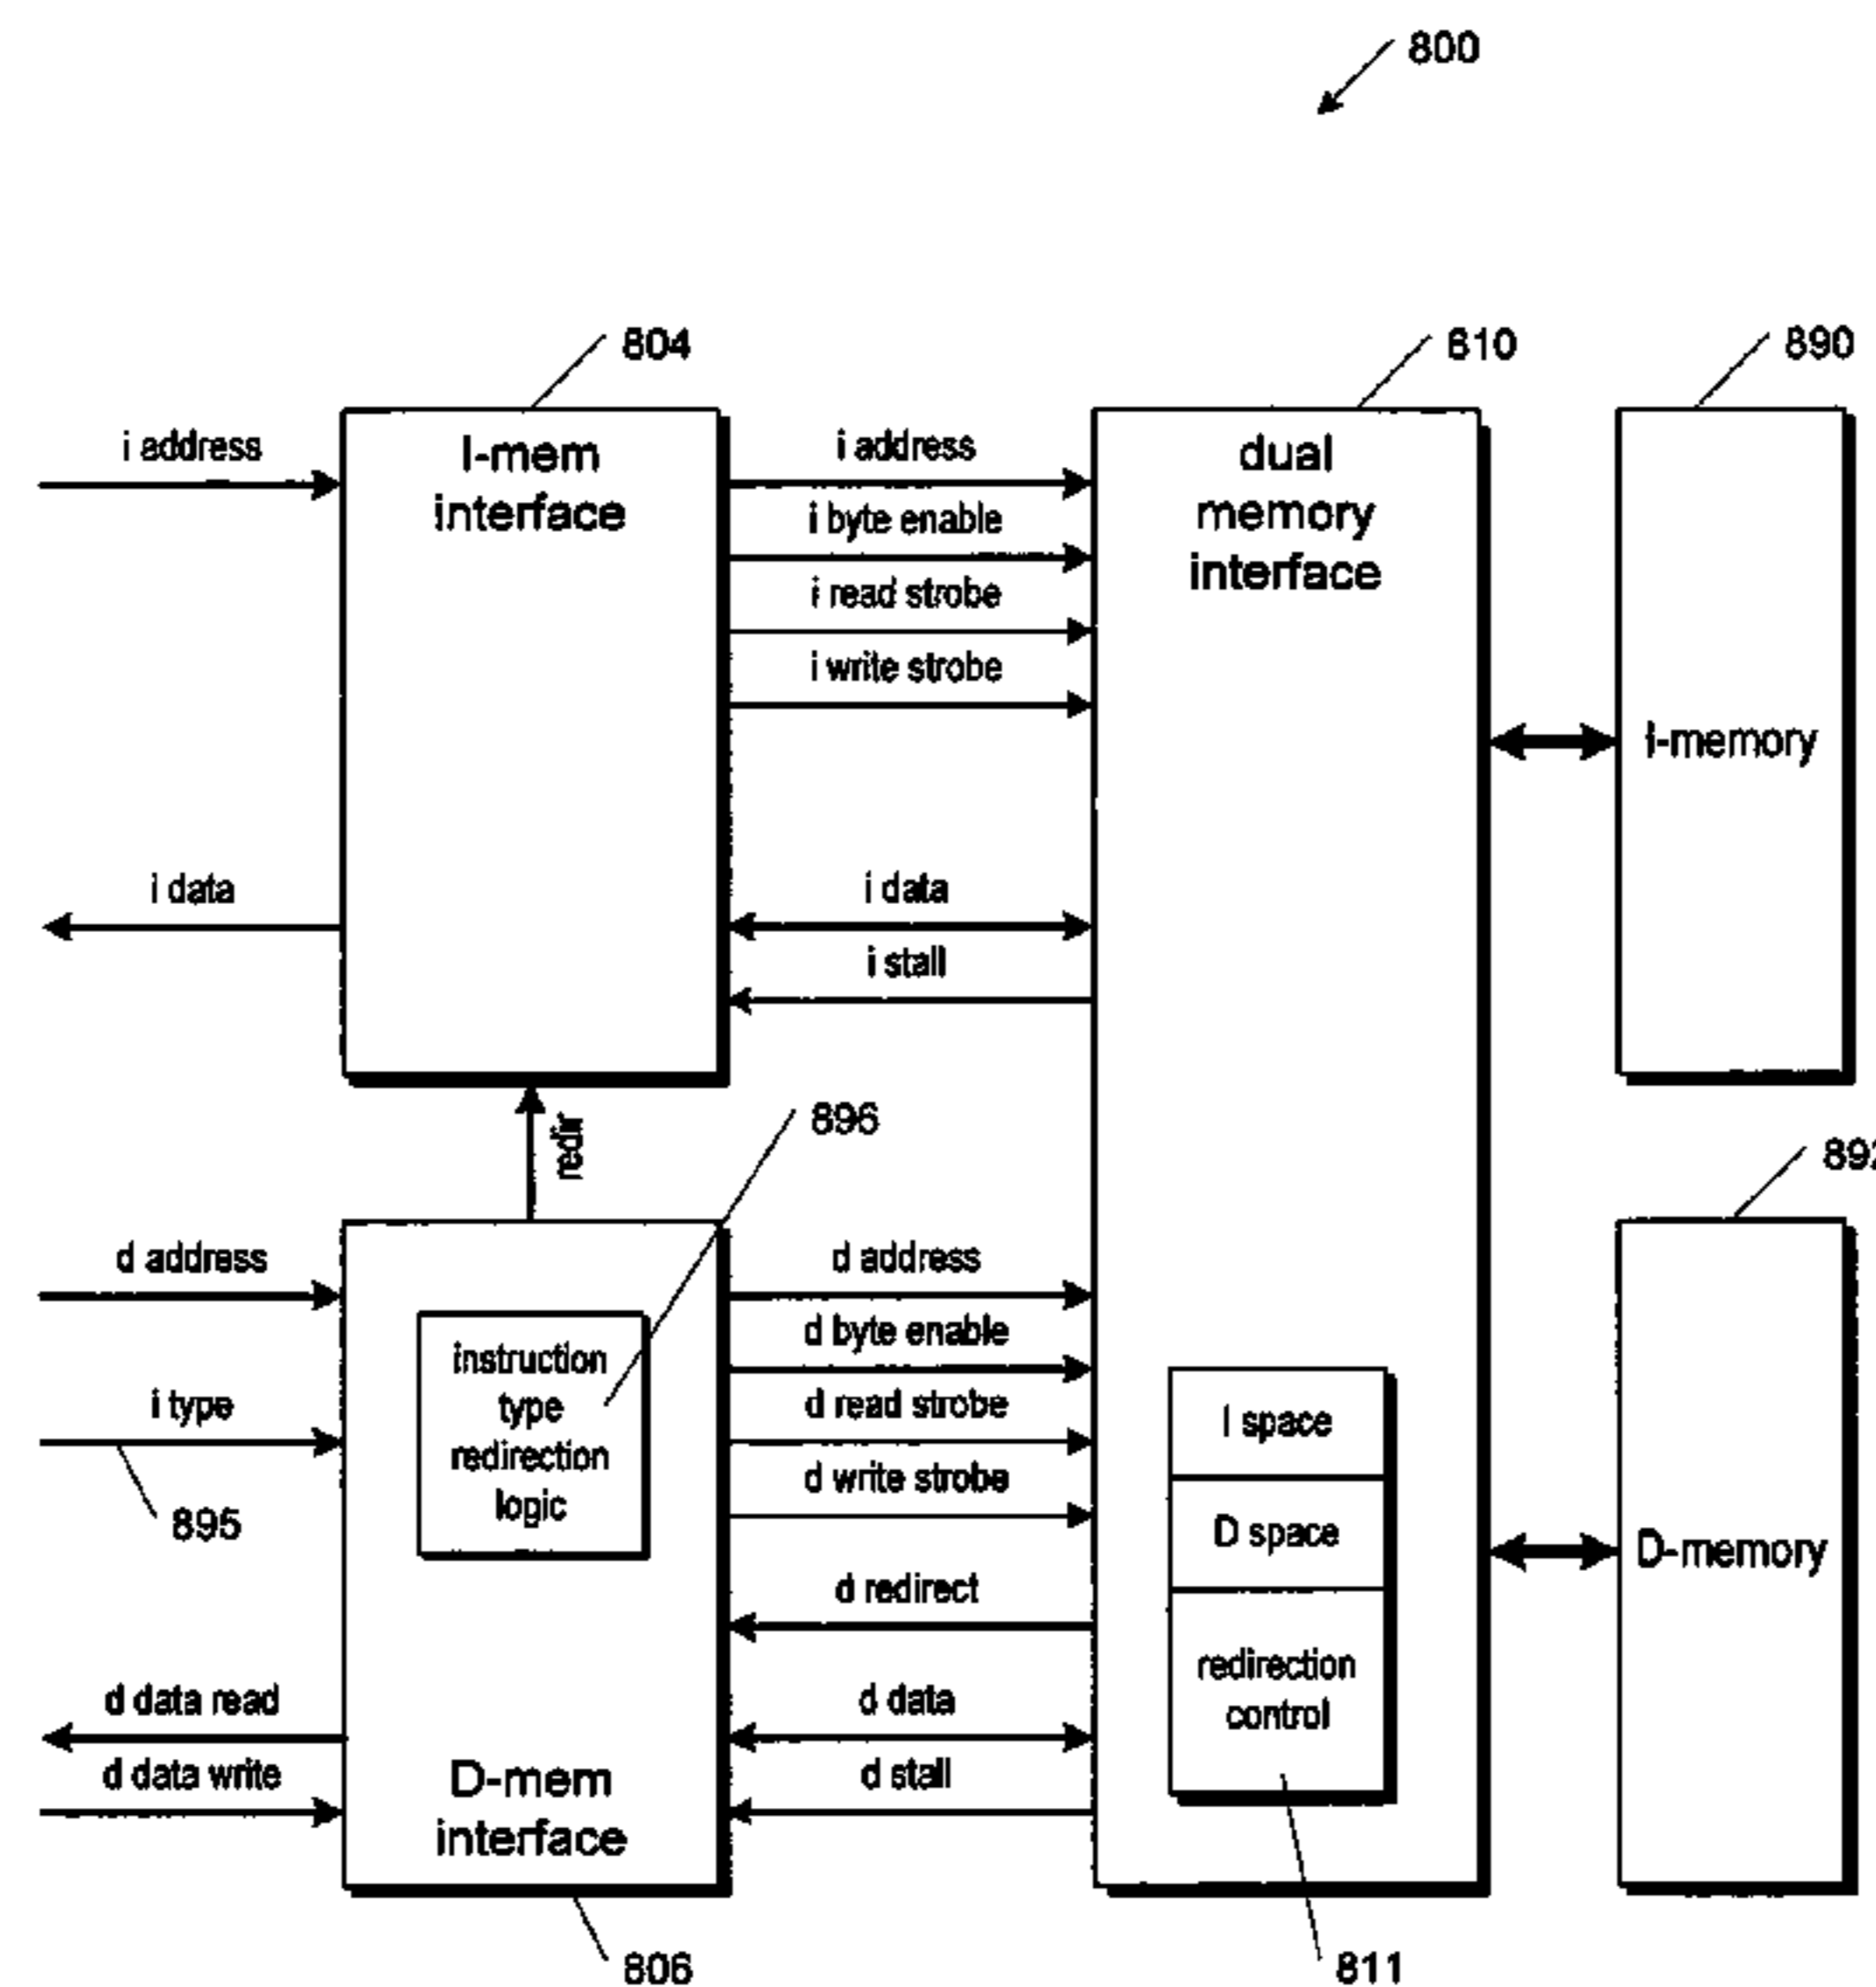 800
804
810
890
i address
I-mem
interface
i address
i byte enable
i read strobe
i write strobe
dual
memory
interface
I-memory
i data
i data
i stall
redir
896
892
d address
i type
895
instruction
type
redirection
logic
d address
d byte enable
d read strobe
d write strobe
d redirect
I space
D space
redirection
control
D-memory
d data read
d data write
D-mem
interface
d data
d stall
806
811